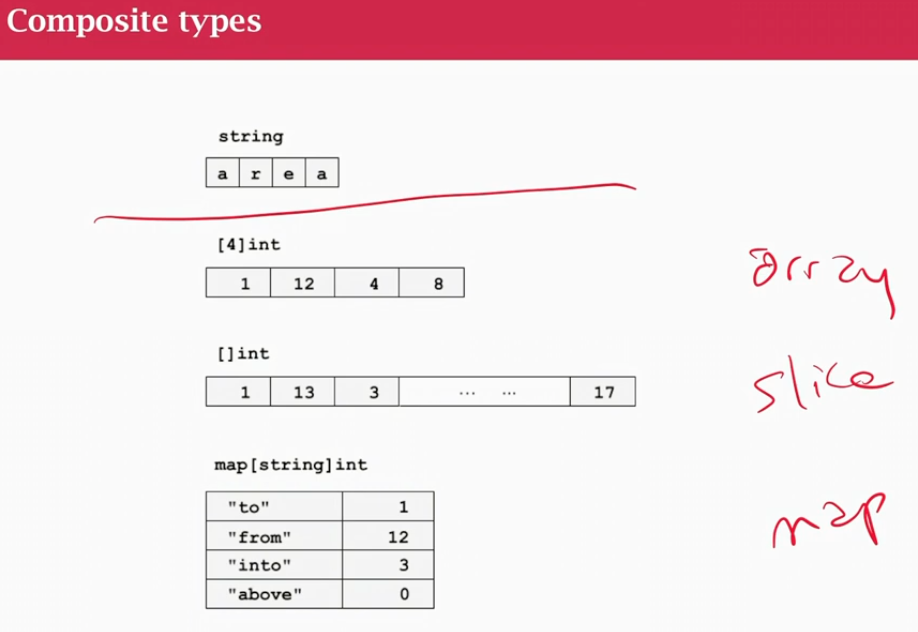 Composite types
string
a r e a
[4]int
1 12 4 8
array
[]int
1 13 3 ... ... 17
slice
map[string]int
"to" 1
"from" 12
"into" 3
"above" 0
map